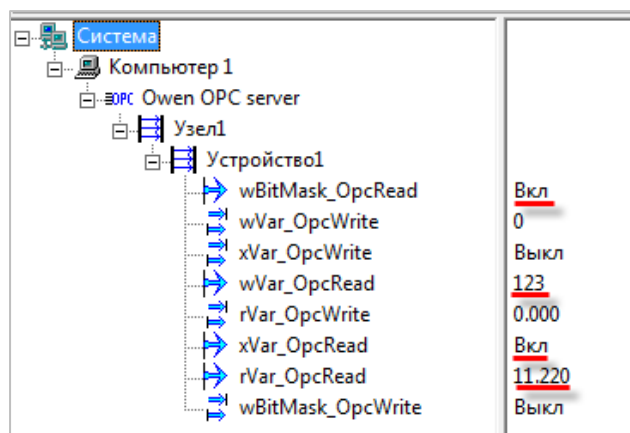 Система
Компьютер 1
OPC Owen OPC server
Узел1
Устройство1
wBitMask_OpcRead Вкл
wVar_OpcWrite 0
xVar_OpcWrite Выкл
wVar_OpcRead 123
rVar_OpcWrite 0.000
xVar_OpcRead Вкл
rVar_OpcRead 11.220
wBitMask_OpcWrite Выкл